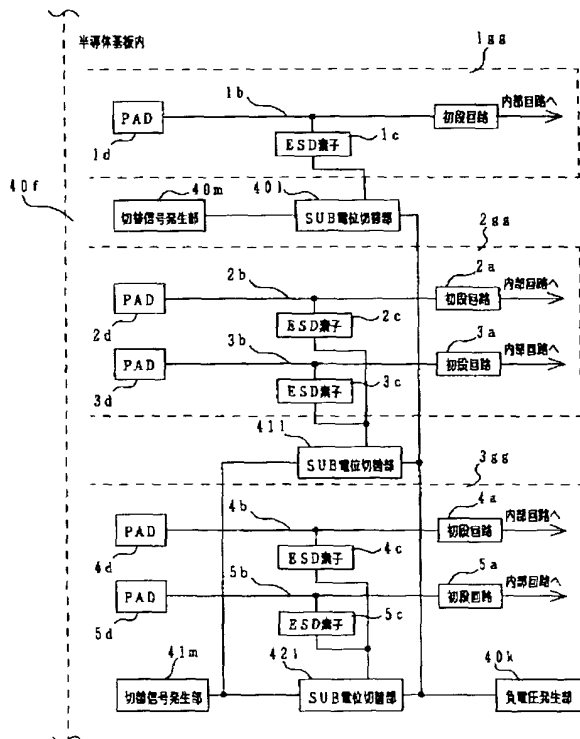 半導体基板内
1gg
1b
内部回路へ
PAD
初段回路
1c
ESD素子
1d
40f
40m
40l
切替信号発生部
SUB電位切替部
2gg
2a
2b
内部回路へ
PAD
初段回路
2c
ESD素子
2d
3a
3b
内部回路へ
PAD
初段回路
3c
ESD素子
3d
41l
SUB電位切替部
3gg
4a
4b
内部回路へ
PAD
初段回路
4c
ESD素子
4d
5a
5b
内部回路へ
PAD
初段回路
5c
ESD素子
5d
41m
42l
40k
切替信号発生部
SUB電位切替部
負電圧発生部